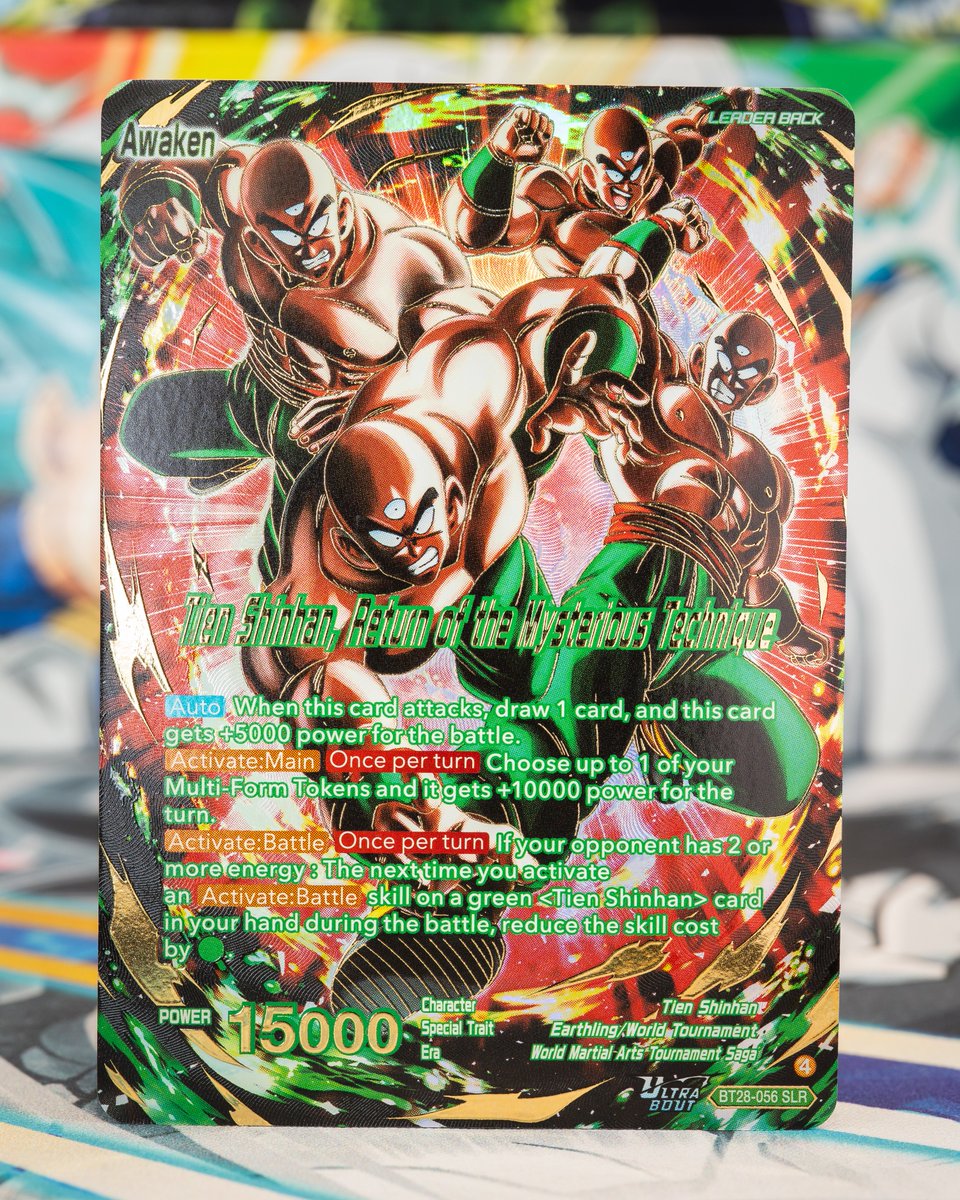 LEADER BACK
Awaken
Tien Shinhan, Return of the Mysterious Technique
Auto When this card attacks, draw 1 card, and this card
gets +5000 power for the battle.
Activate:Main Once per turn Choose up to 1 of your
Multi-Form Tokens and it gets +10000 power for the
turn.
Activate:Battle Once per turn If your opponent has 2 or
more energy : The next time you activate
an Activate:Battle skill on a green <Tien Shinhan> card
in your hand during the battle, reduce the skill cost
by
POWER 15000
Character Tien Shinhan
Special Trait Earthling/World Tournament
Era World Martial Arts Tournament Saga
4
ULTRA
BOUT
BT28-056 SLR